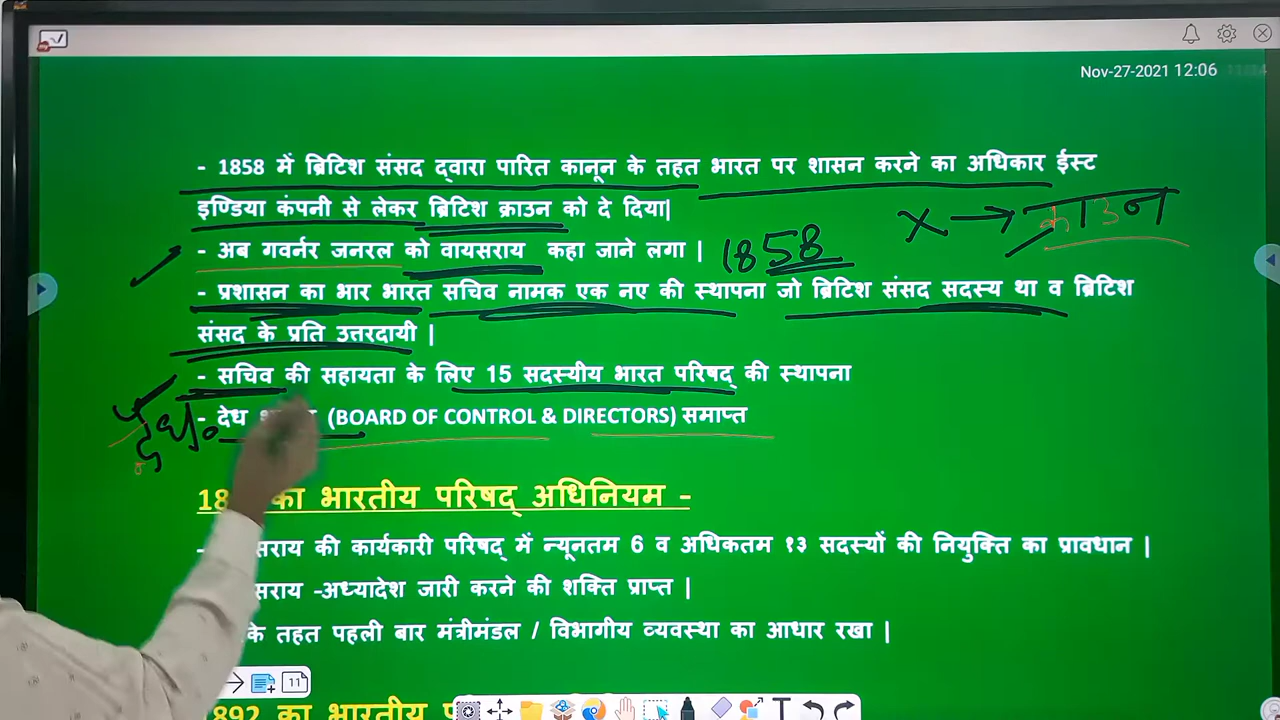 Nov-27-2021 12:06
- 1858 में ब्रिटिश संसद द्वारा पारित कानून के तहत भारत पर शासन करने का अधिकार ईस्ट
इण्डिया कंपनी से लेकर ब्रिटिश क्राउन को दे दिया|
- अब गवर्नर जनरल को वायसराय कहा जाने लगा |
1858
X → क्राउन
- प्रशासन का भार भारत सचिव नामक एक नए की स्थापना जो ब्रिटिश संसद सदस्य था व ब्रिटिश
संसद के प्रति उत्तरदायी |
- सचिव की सहायता के लिए 15 सदस्यीय भारत परिषद् की स्थापना
- देध (BOARD OF CONTROL & DIRECTORS) समाप्त
का भारतीय परिषद् अधिनियम -
की कार्यकारी परिषद् में न्यूनतम 6 व अधिकतम १३ सदस्यों की नियुक्ति का प्रावधान |
-अध्यादेश जारी करने की शक्ति प्राप्त |
के तहत पहली बार मंत्रीमंडल / विभागीय व्यवस्था का आधार रखा |
11
1892 का भारतीय